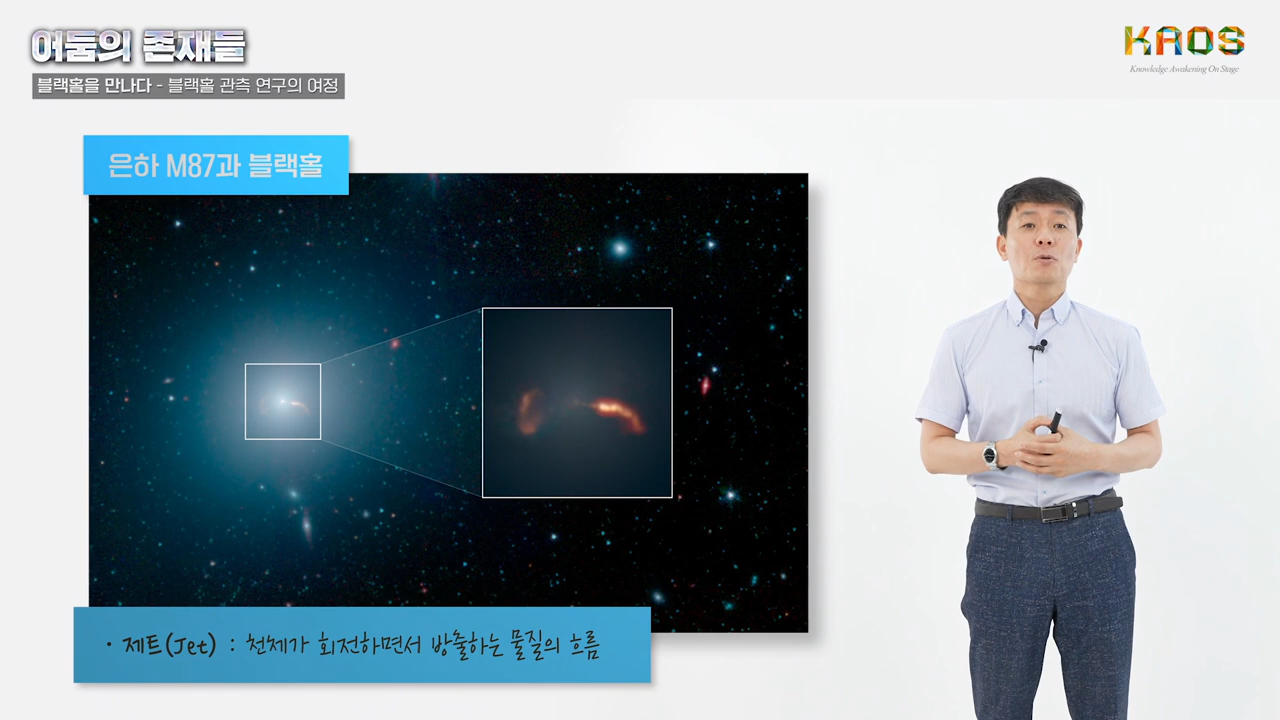 어둠의 존재들
블랙홀을 만나다 - 블랙홀 관측 연구의 여정
KAOS
Knowledge Awakening On Stage
은하 M87과 블랙홀
· 제트(Jet) : 천체가 회전하면서 방출하는 물질의 흐름